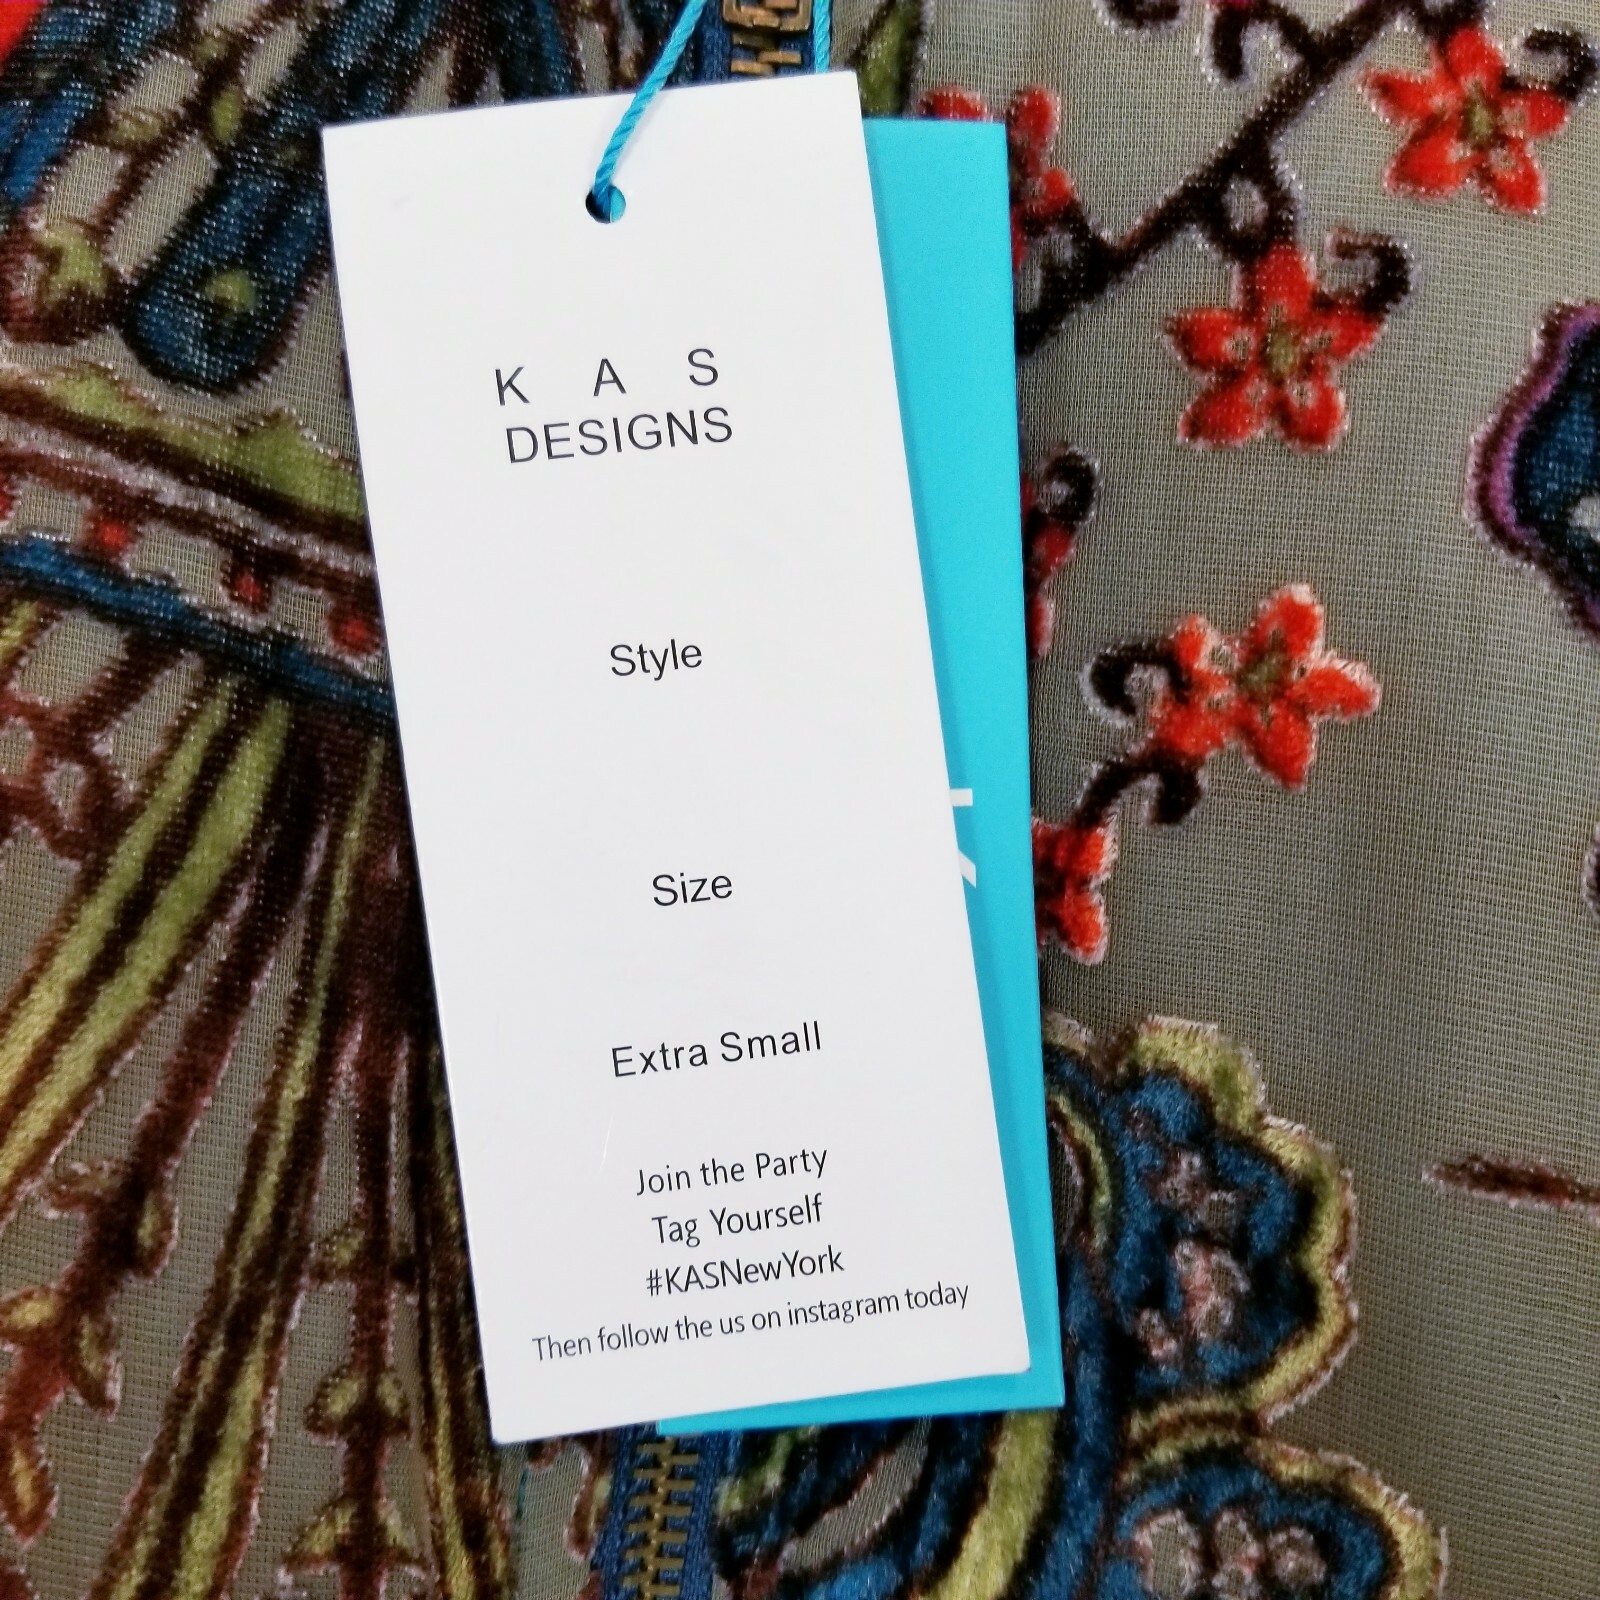 K A S
DESIGNS
Style
Size
Extra Small
Join the Party
Tag Yourself
#KASNewYork
Then follow the us on instagram today